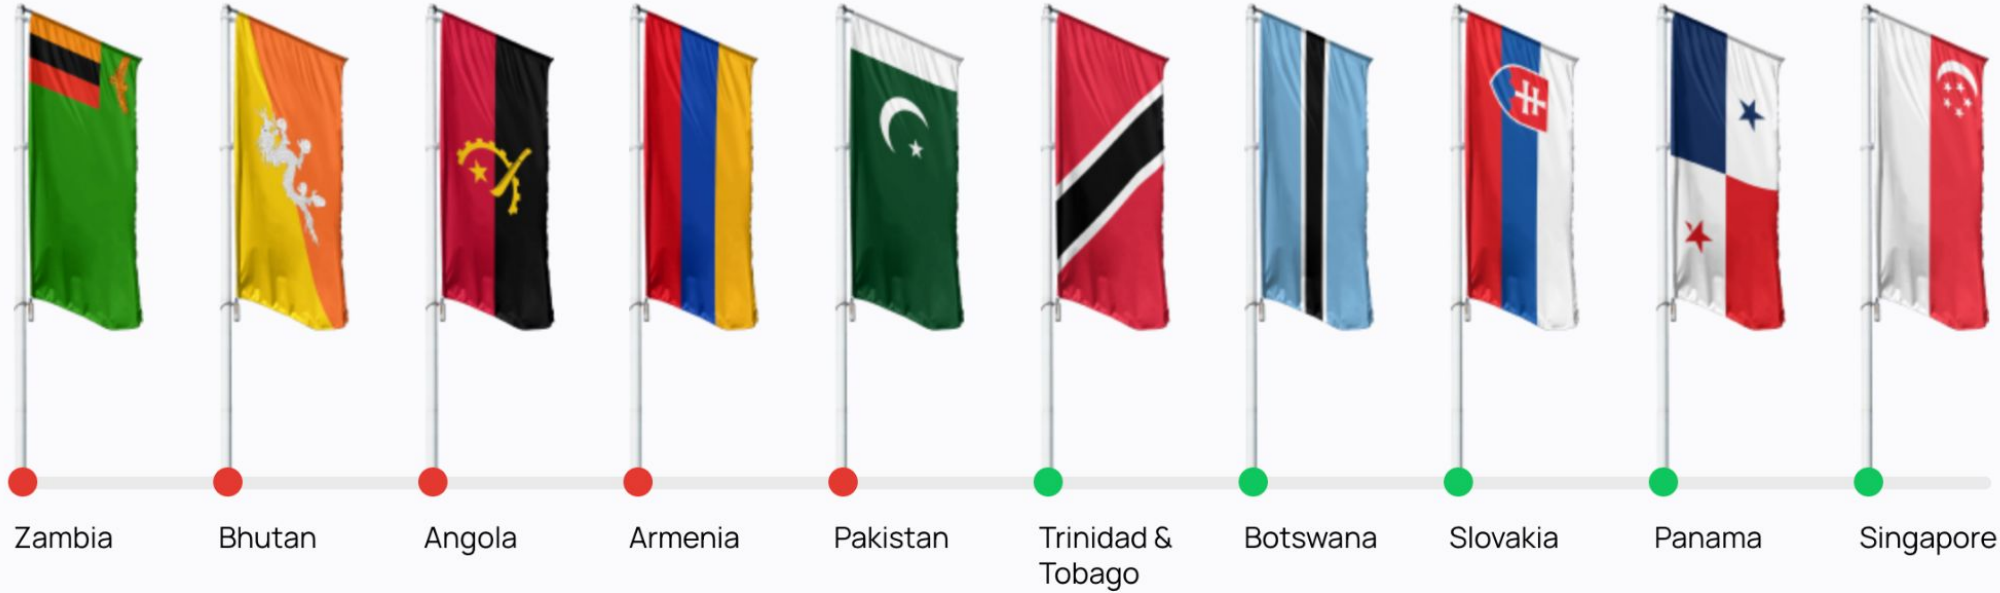 Zambia
Bhutan
Angola
Armenia
Pakistan
Trinidad &
Tobago
Botswana
Slovakia
Panama
Singapore